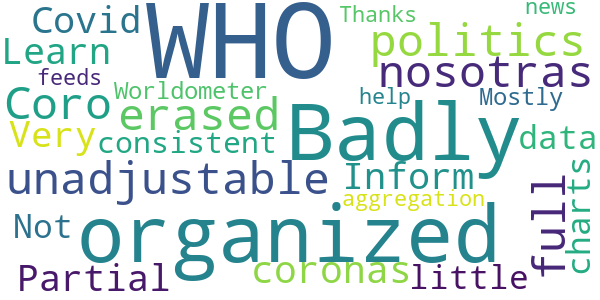 Covid
WHO
Thanks
news
Learn
politics
feeds
nosotras
Coro
Worldometer
help
Mostly
erased
Badly
Very
consistent
data
unadjustable
Inform
aggregation
full
charts
Not
organized
Partial
coronas
little